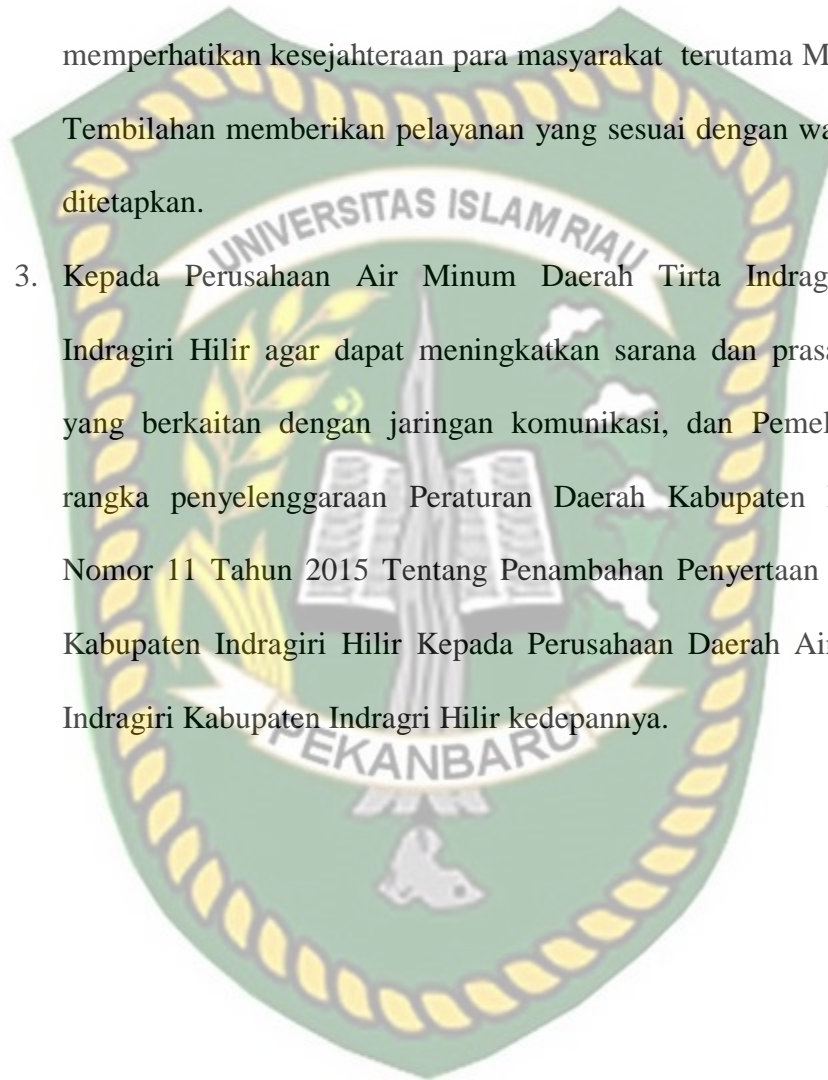 memperhatikan kesejahteraan para masyarakat terutama M
Tembilahan memberikan pelayanan yang sesuai dengan wa
ditetapkan.
UNIVERSITAS ISLAM RIAU
3. Kepada Perusahaan Air Minum Daerah Tirta Indrag
Indragiri Hilir agar dapat meningkatkan sarana dan prasa
yang berkaitan dengan jaringan komunikasi, dan Pemel
rangka penyelenggaraan Peraturan Daerah Kabupaten
Nomor 11 Tahun 2015 Tentang Penambahan Penyertaan
Kabupaten Indragiri Hilir Kepada Perusahaan Daerah Air
Indragiri Kabupaten Indragri Hilir kedepannya.
PEKANBARU